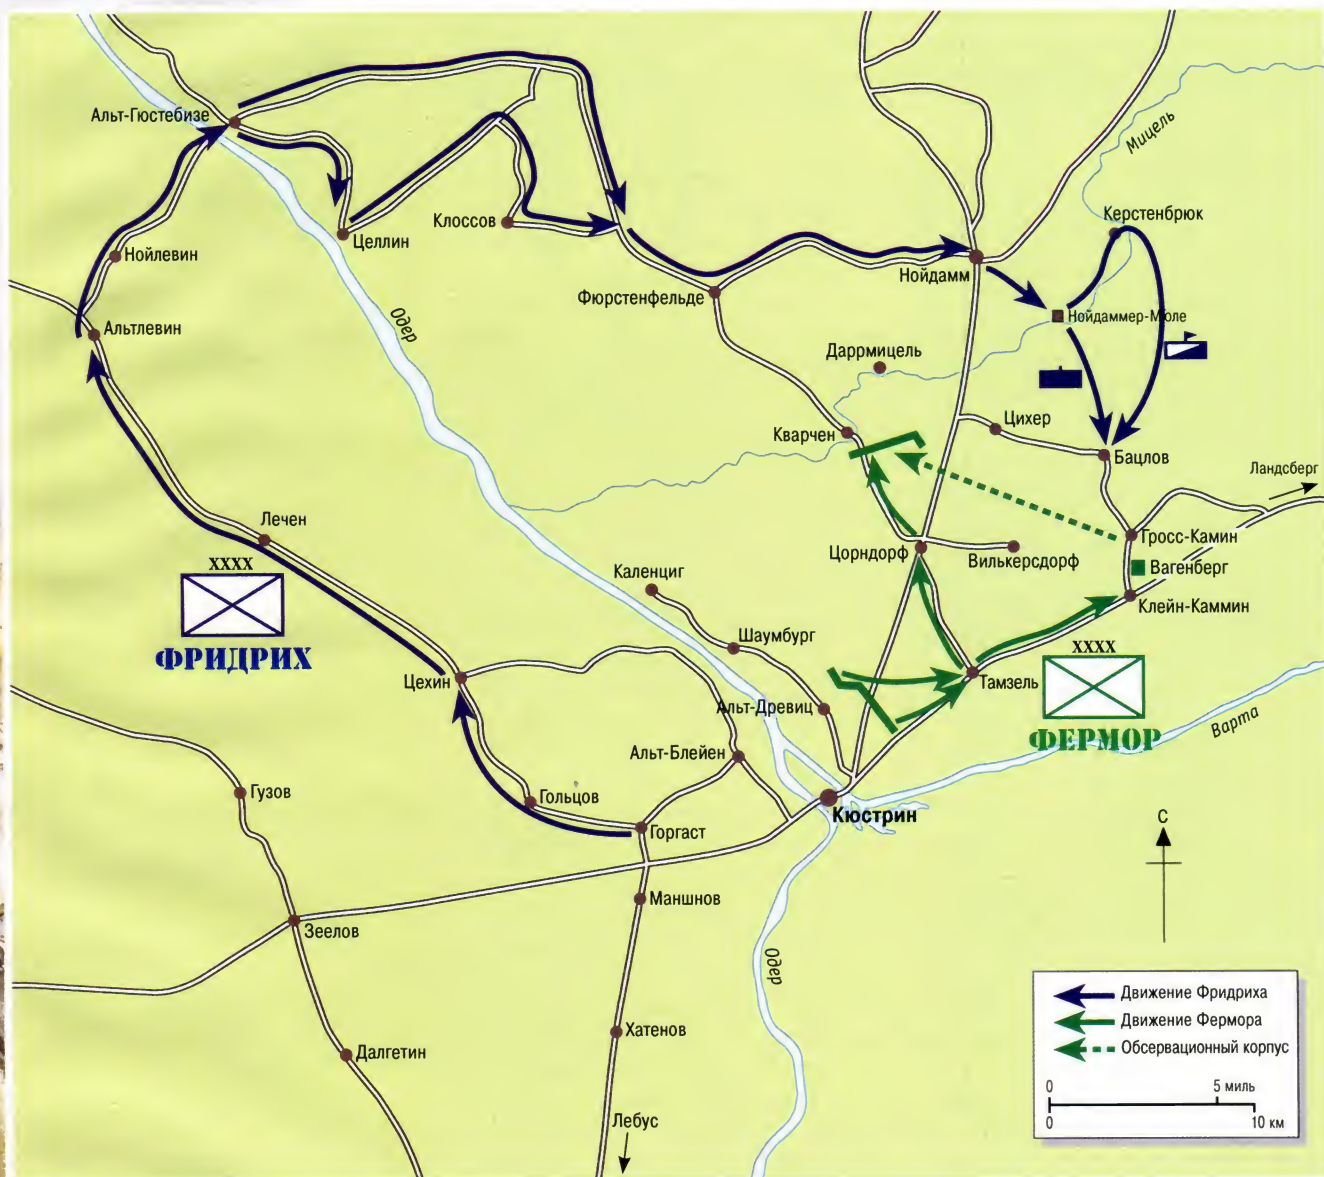 Альт-Гюстебизе
Мицель
Керстенбрюк
Клоссов
Целлин
Нойлевин
Нойдамм
Фюрстенфельде
Нойдаммер-Мюле
Альтлевин
Одер
Даррмицель
Цихер
Кварчен
Бацлов
Ландсберг
Лечен
Гросс-Камин
Цорндорф
Вилькерсдорф
Вагенберг
XXXX
ФРИДРИХ
Каленциг
Клейн-Каммин
Шаумбург
XXXX
ФЕРМОР
Цехин
Тамзель
Альт-Древиц
Варта
Альт-Блейен
Гузов
Гольцов
Кюстрин
Горгаст
С
Маншнов
Зеелов
Одер
Хатенов
Далгетин
Лебус
Движение Фридриха
Движение Фермора
Обсервационный корпус
0 5 миль
0 10 км